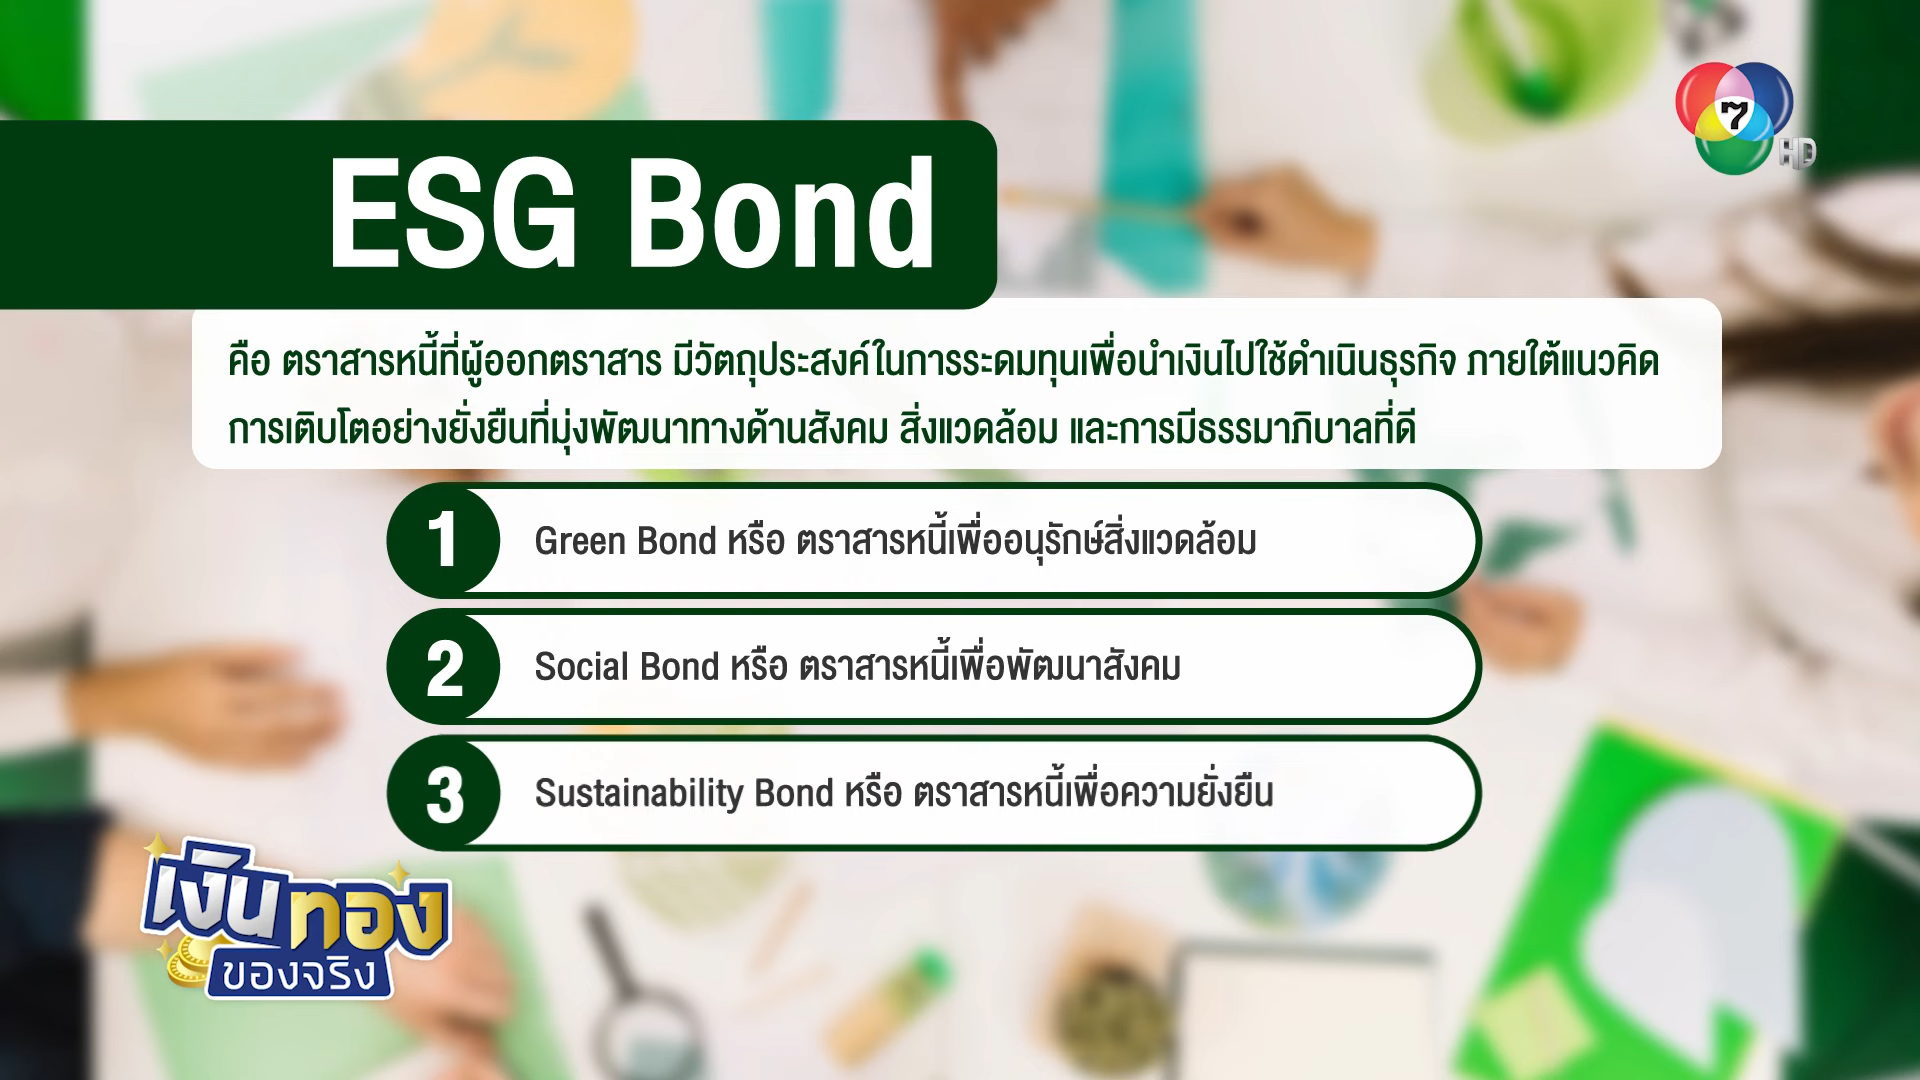 7
HD
ESG Bond
คือ ตราสารหนี้ที่ผู้ออกตราสาร มีวัตถุประสงค์ในการระดมทุนเพื่อนำเงินไปใช้ดำเนินธุรกิจ ภายใต้แนวคิด
การเติบโตอย่างยั่งยืนที่มุ่งพัฒนาทางด้านสังคม สิ่งแวดล้อม และการมีธรรมาภิบาลที่ดี
1 Green Bond หรือ ตราสารหนี้เพื่ออนุรักษ์สิ่งแวดล้อม
2 Social Bond หรือ ตราสารหนี้เพื่อพัฒนาสังคม
3 Sustainability Bond หรือ ตราสารหนี้เพื่อความยั่งยืน
เงินทอง
ของจริง